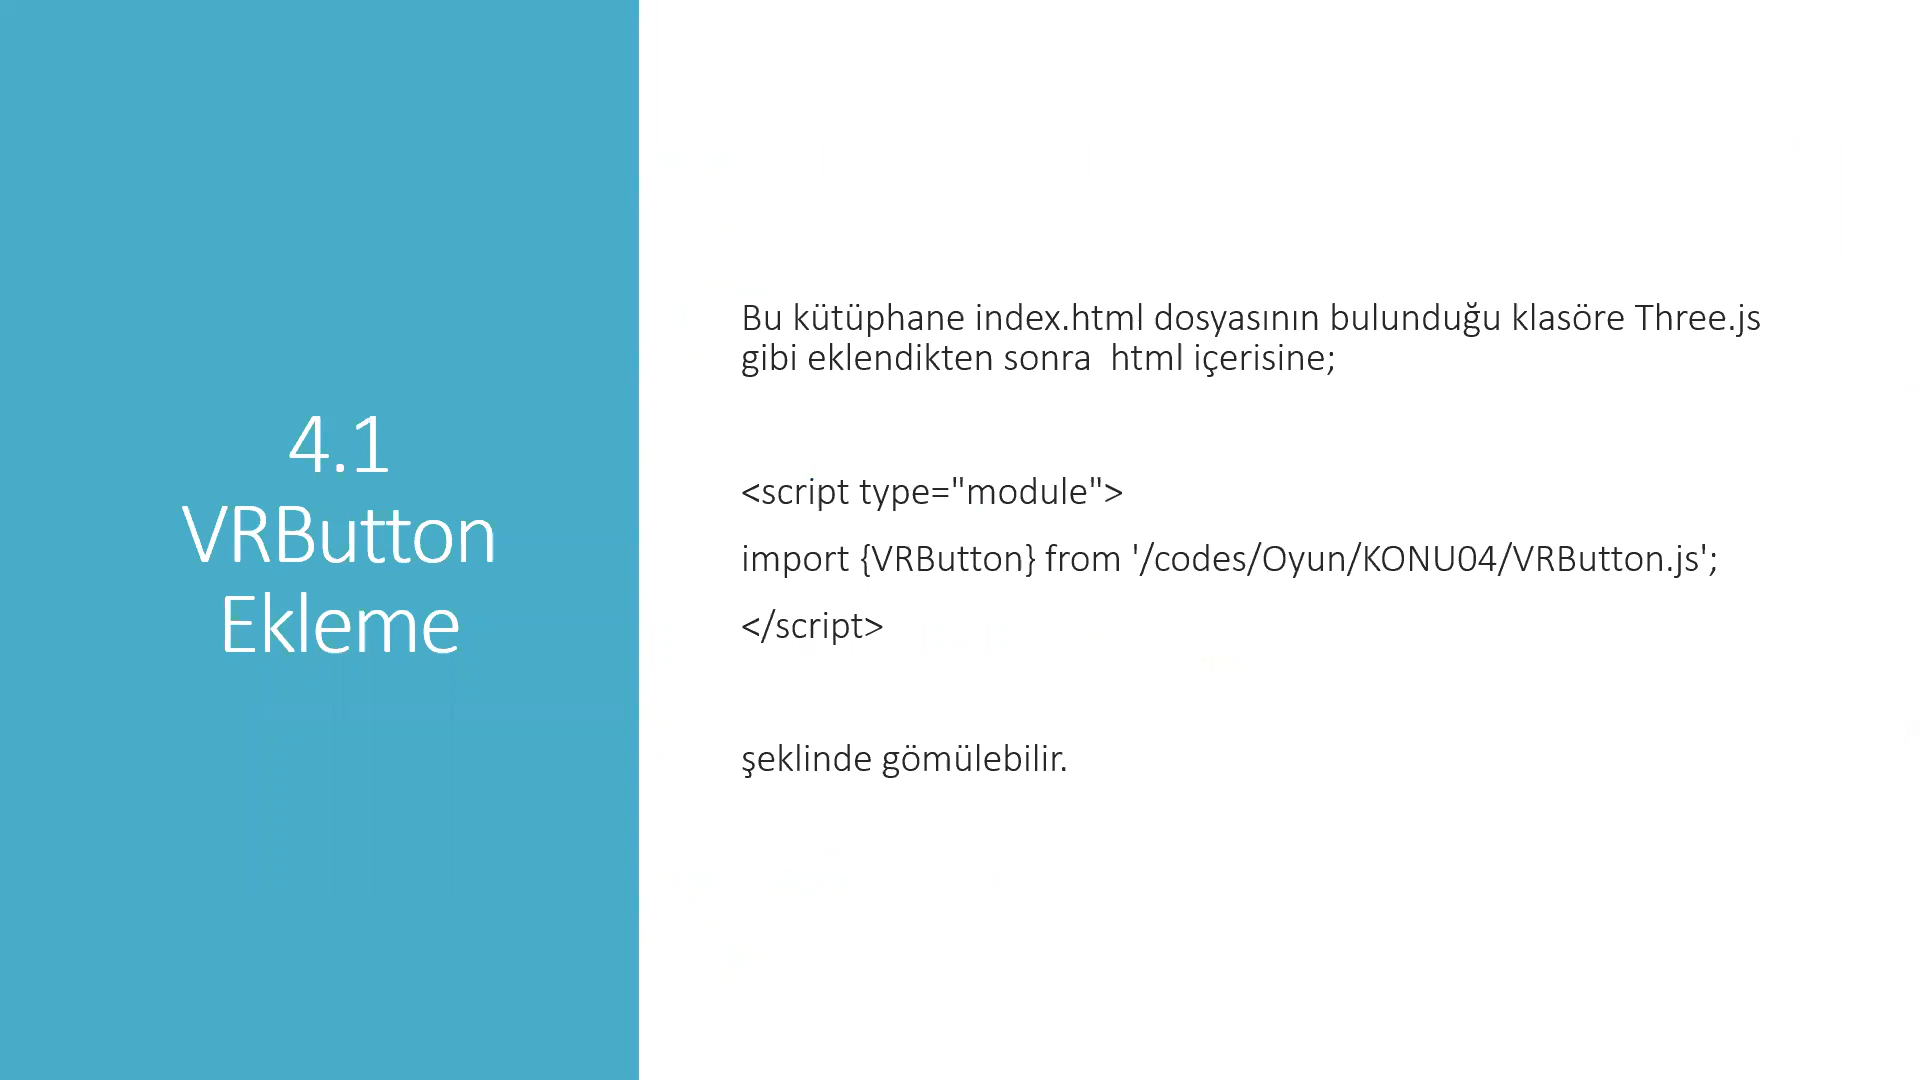 4.1
VRButton
Ekleme
Bu kütüphane index.html dosyasının bulunduğu klasöre Three.js
gibi eklendikten sonra  html içerisine;
<script type="module">
import {VRButton} from '/codes/Oyun/KONU04/VRButton.js';
</script>
şeklinde gömülebilir.